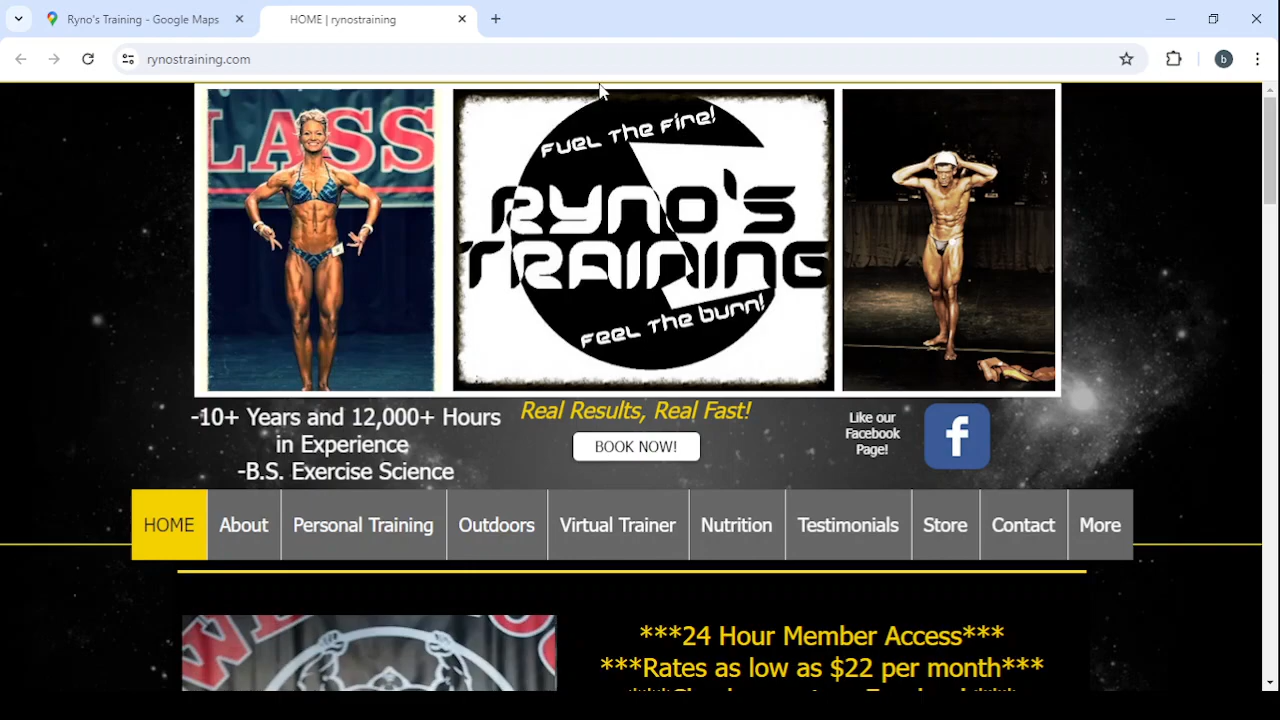 Ryno's Training - Google Maps
HOME | rynostraining
rynostraining.com
b
LASS
FUEL THE FIRE!
RYNO'S
TRAINING
FEEL THE BURN!
-10+ Years and 12,000+ Hours
in Experience
-B.S. Exercise Science
Real Results, Real Fast!
BOOK NOW!
Like our
Facebook
Page!
f
HOME
About
Personal Training
Outdoors
Virtual Trainer
Nutrition
Testimonials
Store
Contact
More
***24 Hour Member Access***
***Rates as low as $22 per month***